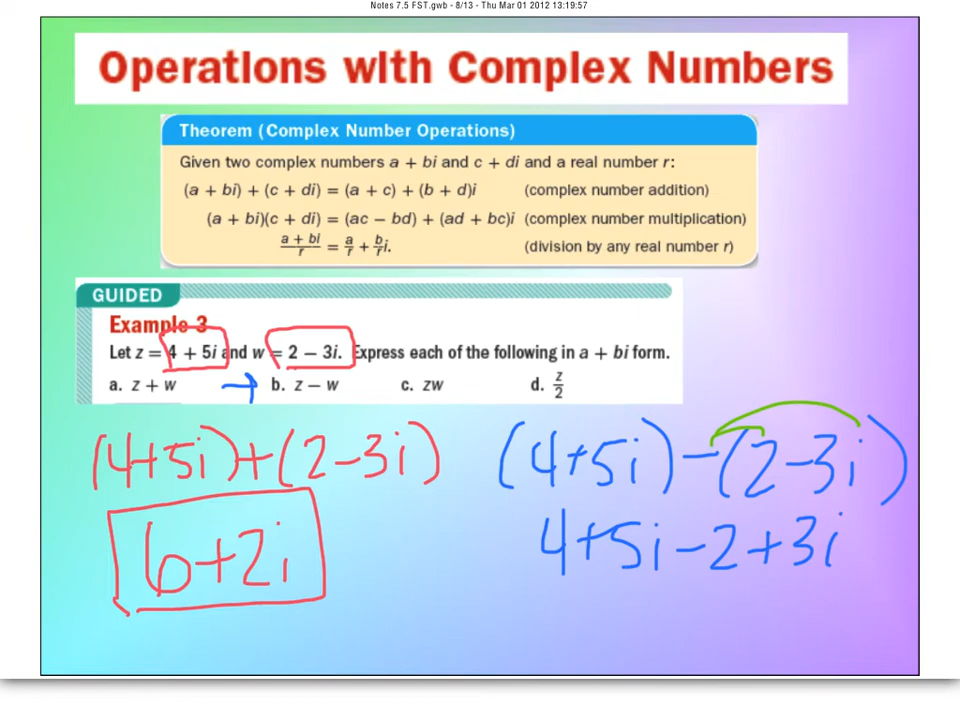 Notes 7.5 FST.gwb - 8/13 - Thu Mar 01 2012 13:19:57
Operations with Complex Numbers
Theorem (Complex Number Operations)
Given two complex numbers a + bi and c + di and a real number r:
(a + bi) + (c + di) = (a + c) + (b + d)i (complex number addition)
(a + bi)(c + di) = (ac − bd) + (ad + bc)i (complex number multiplication)
(a + bi)/r = a/r + b/r i. (division by any real number r)
GUIDED
Example 3
Let z = 4 + 5i and w = 2 − 3i. Express each of the following in a + bi form.
a. z + w → b. z − w c. zw d. z/2
(4+5i)+(2-3i) (4+5i)-(2-3i)
6+2i 4+5i-2+3i